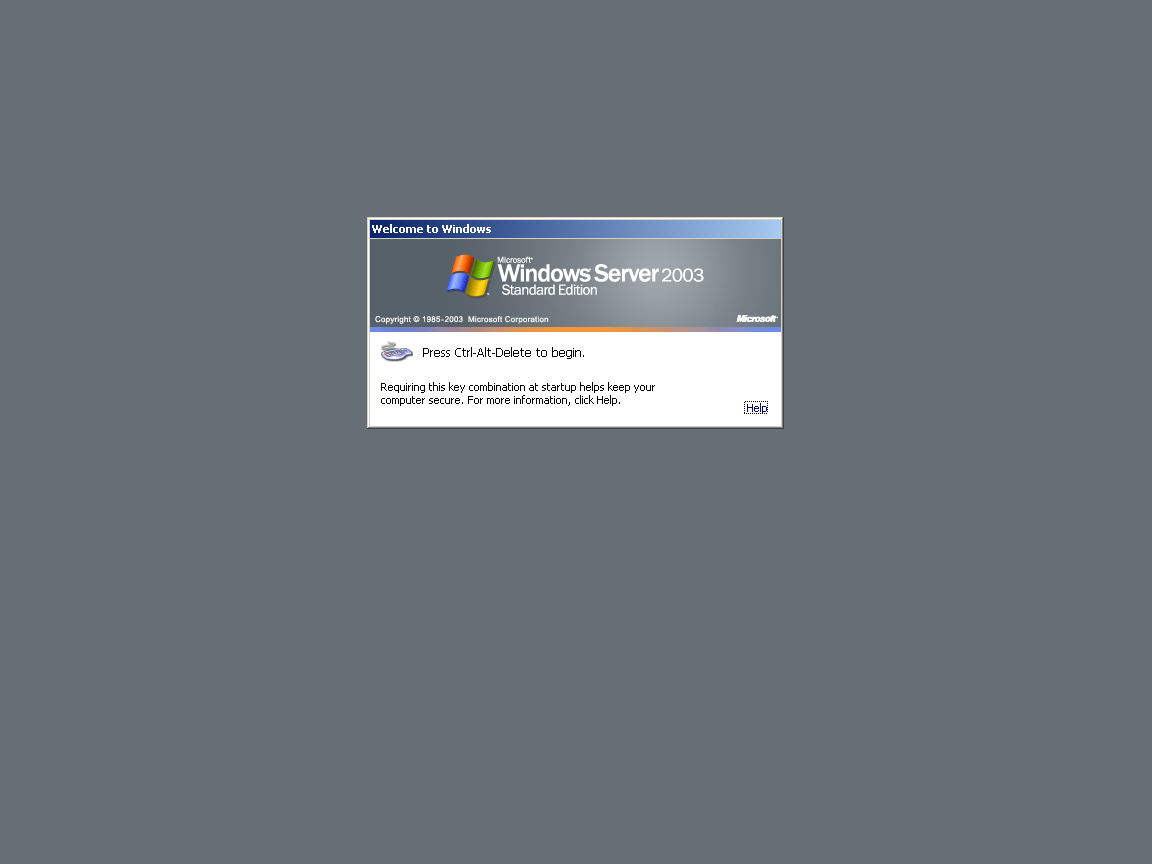 Welcome to Windows
Microsoft®
Windows Server 2003
Standard Edition
Copyright © 1985-2003 Microsoft Corporation
Microsoft®
Press Ctrl-Alt-Delete to begin.
Requiring this key combination at startup helps keep your
computer secure. For more information, click Help.
Help